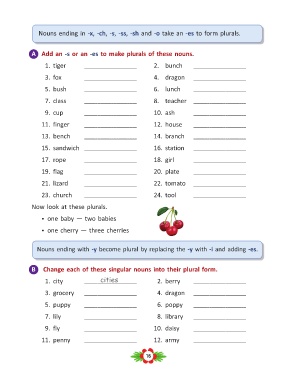 Nouns ending in -x, -ch, -s, -ss, -sh and -o take an -es to form plurals.
A Add an -s or an -es to make plurals of these nouns.
1. tiger 2. bunch
3. fox 4. dragon
5. bush 6. lunch
7. class 8. teacher
9. cup 10. ash
11. finger 12. house
13. bench 14. branch
15. sandwich 16. station
17. rope 18. girl
19. flag 20. plate
21. lizard 22. tomato
23. church 24. tool
Now look at these plurals.
• one baby — two babies
• one cherry — three cherries
Nouns ending with -y become plural by replacing the -y with -i and adding -es.
B Change each of these singular nouns into their plural form.
1. city cities 2. berry
3. grocery 4. dragon
5. puppy 6. poppy
7. lily 8. library
9. fly 10. daisy
11. penny 12. army
16